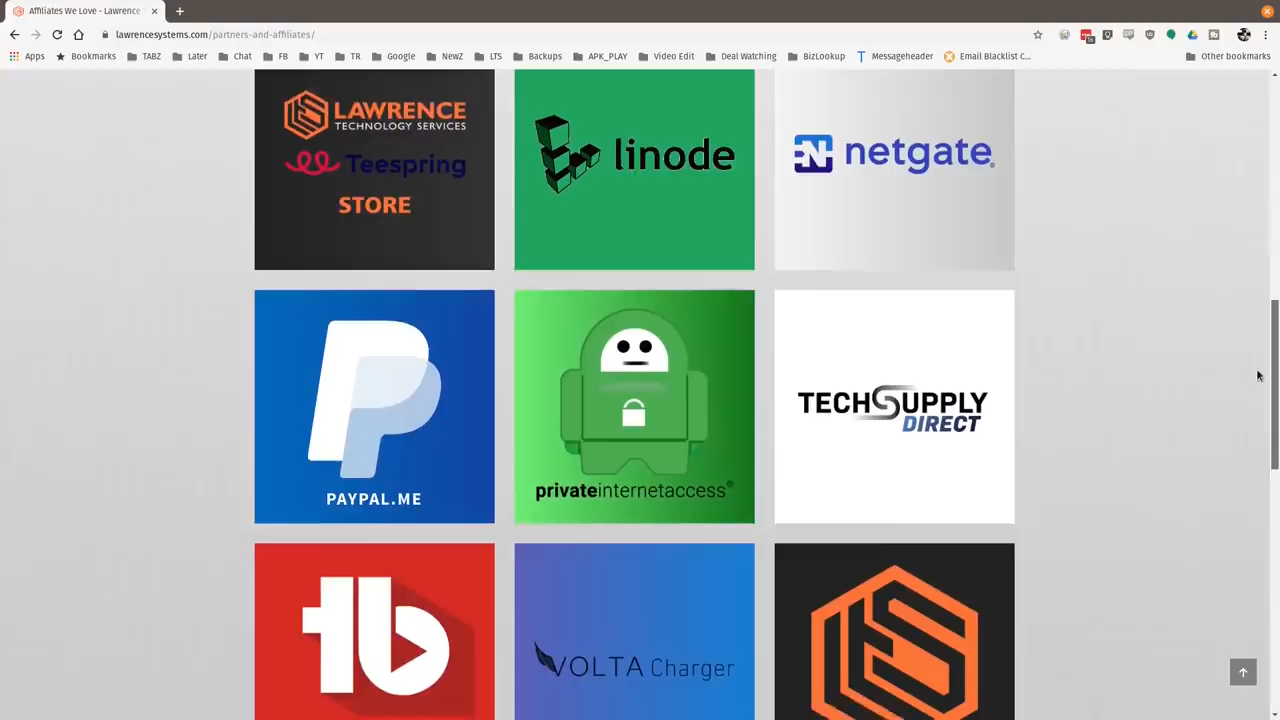 Affiliates We Love - Lawrence
lawrencesystems.com/partners-and-affiliates/
Apps Bookmarks TABZ Later Chat FB YT TR Google NewZ LTS Backups APK_PLAY Video Edit Deal Watching BizLookup Messageheader Email Blacklist C... Other bookmarks
LAWRENCE
TECHNOLOGY SERVICES
Teespring
STORE
linode
netgate
PAYPAL.ME
privateinternetaccess®
TECHSUPPLY
DIRECT
tb
VOLTA Charger